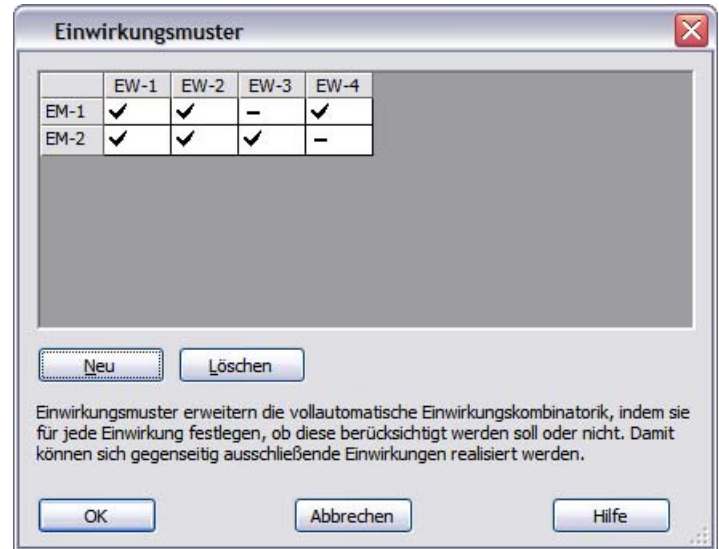 Einwirkungsmuster
EW-1 EW-2 EW-3 EW-4
EM-1 ✓ ✓ – ✓
EM-2 ✓ ✓ ✓ –
Neu Löschen
Einwirkungsmuster erweitern die vollautomatische Einwirkungskombinatorik, indem sie
für jede Einwirkung festlegen, ob diese berücksichtigt werden soll oder nicht. Damit
können sich gegenseitig ausschließende Einwirkungen realisiert werden.
OK Abbrechen Hilfe